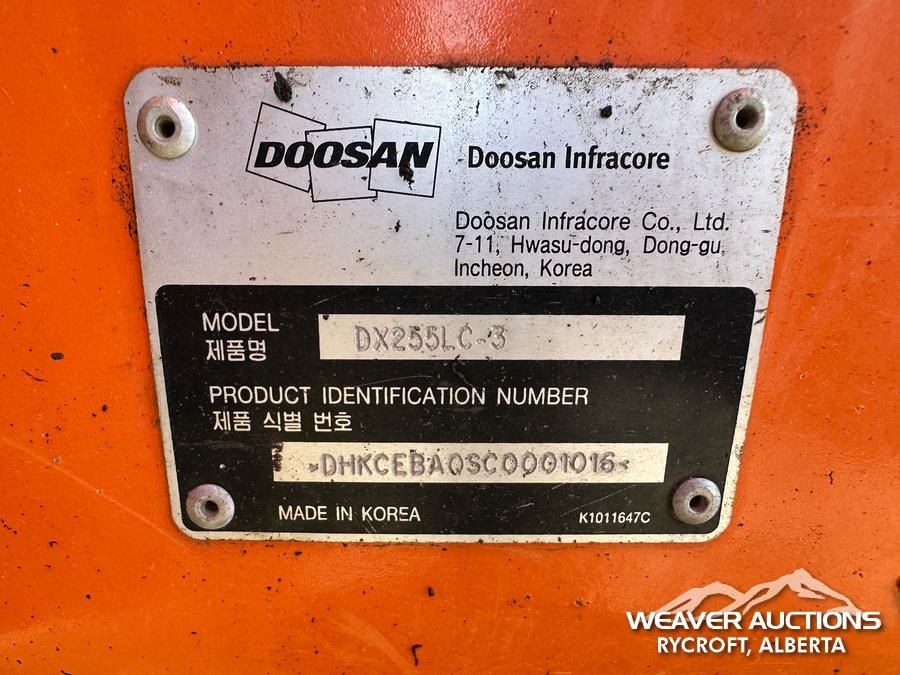 DOOSAN Doosan Infracore
Doosan Infracore Co., Ltd.
7-11, Hwasu-dong, Dong-gu,
Incheon, Korea
MODEL
제품명
DX255LC-3
PRODUCT IDENTIFICATION NUMBER
제품 식별 번호
*DHKCEBAQSC0001016*
MADE IN KOREA K1011647C
WEAVER AUCTIONS
RYCROFT, ALBERTA